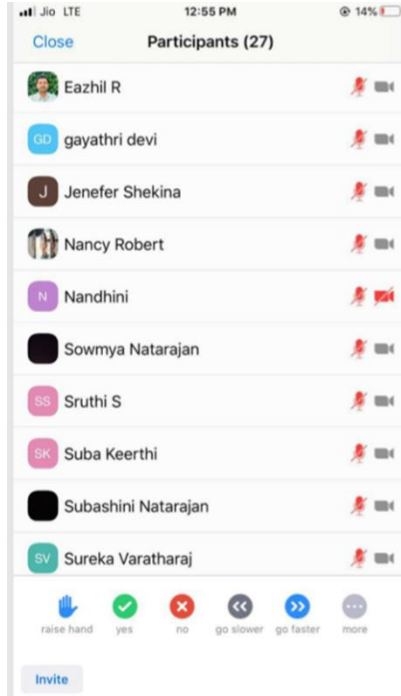 Jio LTE 12:55 PM 14%
Close Participants (27)
Eazhil R
GD gayathri devi
J Jenefer Shekina
Nancy Robert
N Nandhini
Sowmya Natarajan
SS Sruthi S
SK Suba Keerthi
Subashini Natarajan
SV Sureka Varatharaj
raise hand yes no go slower go faster more
Invite